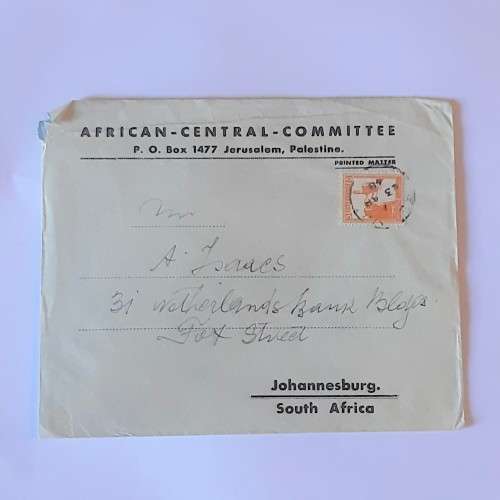 AFRICAN-CENTRAL-COMMITTEE
P. O. Box 1477 Jerusalem, Palestine.
PRINTED MATTER
A. Isaacs
31 Netherlands Bank Bldgs.
Fox Street
Johannesburg.
South Africa